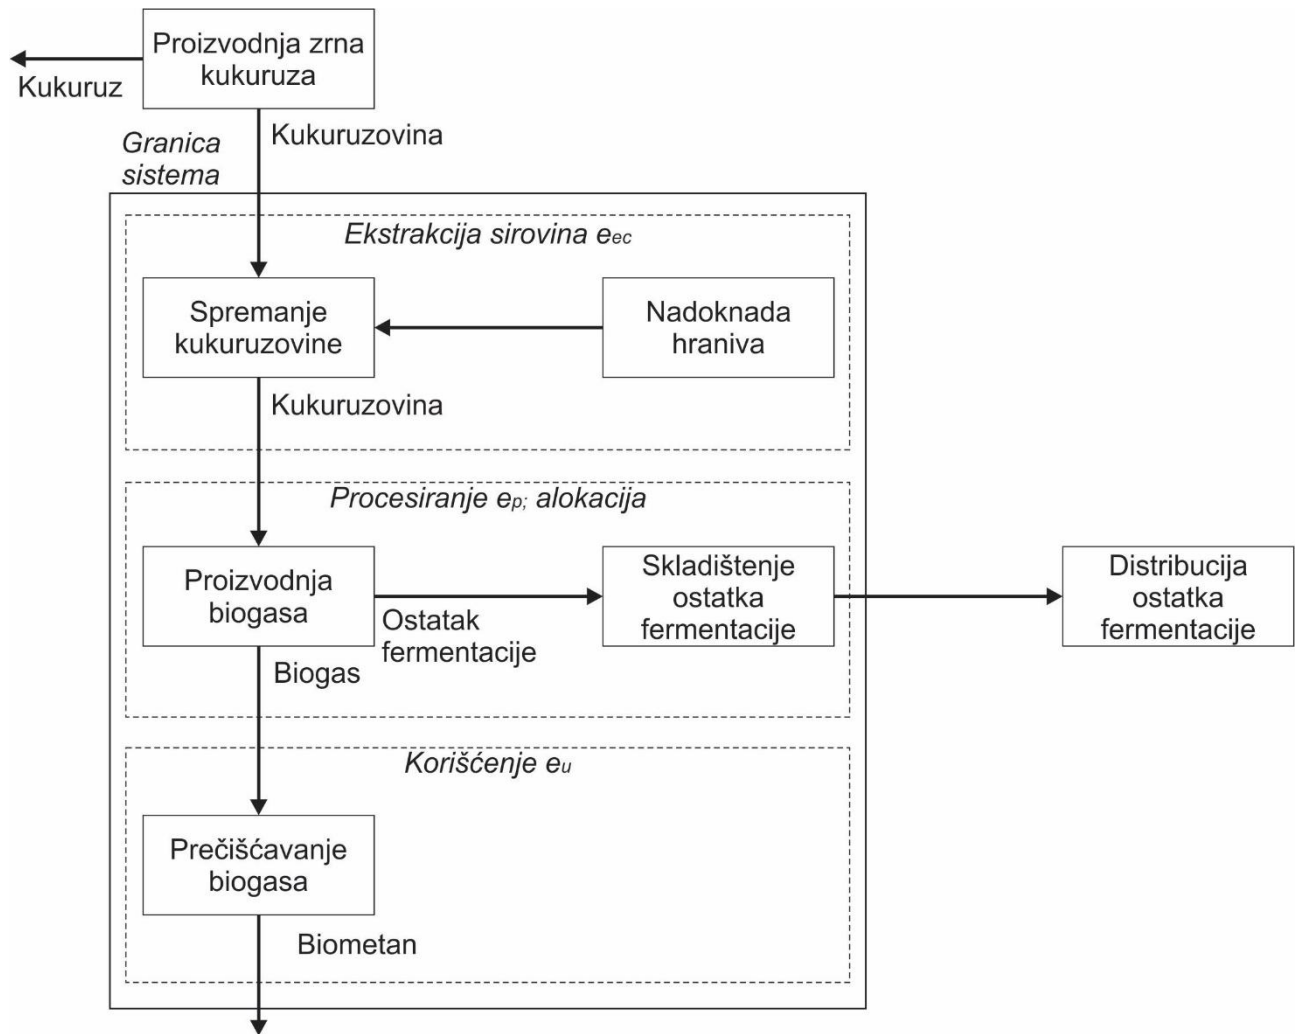 Proizvodnja zrna
kukuruza
Kukuruz
Kukuruzovina
Granica
sistema
Ekstrakcija sirovina eec
Spremanje
kukuruzovine
Nadoknada
hraniva
Kukuruzovina
Procesiranje ep; alokacija
Proizvodnja
biogasa
Ostatak
fermentacije
Skladištenje
ostatka
fermentacije
Distribucija
ostatka
fermentacije
Biogas
Korišćenje eu
Prečišćavanje
biogasa
Biometan